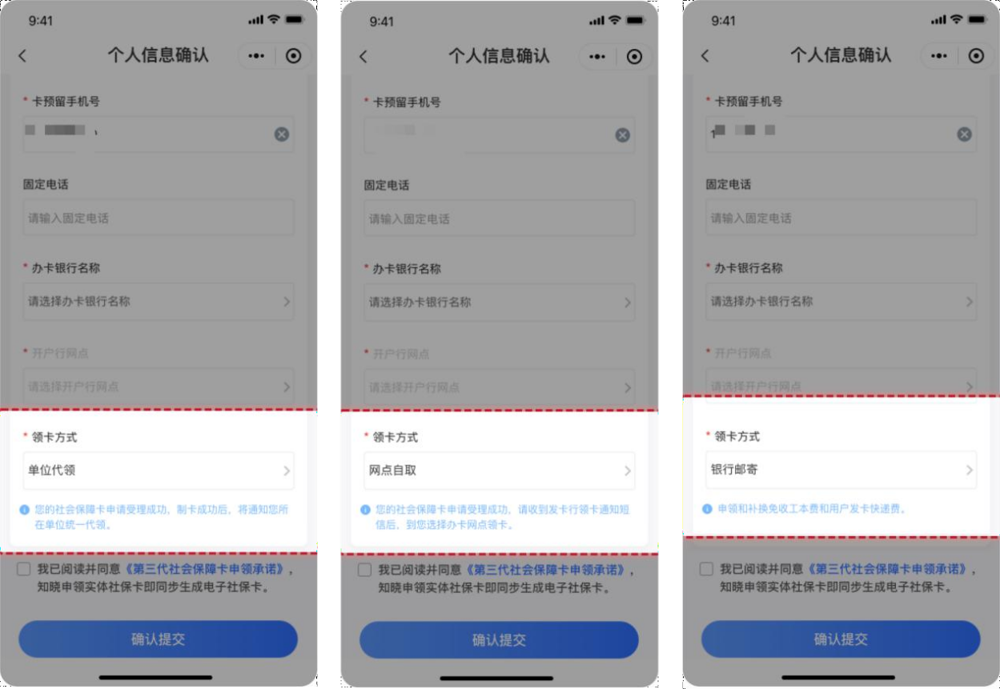 9:41
个人信息确认
* 卡预留手机号
固定电话
请输入固定电话
* 办卡银行名称
请选择办卡银行名称
* 开户行网点
请选择开户行网点
* 领卡方式
单位代领
您的社会保障卡申请受理成功，制卡成功后，将通知您所
在单位统一代领。
我已阅读并同意《第三代社会保障卡申领承诺》，
知晓申领实体社保卡即同步生成电子社保卡。
确认提交
9:41
个人信息确认
* 卡预留手机号
固定电话
请输入固定电话
* 办卡银行名称
请选择办卡银行名称
* 开户行网点
请选择开户行网点
* 领卡方式
网点自取
您的社会保障卡申请受理成功，请收到发卡行领卡通知短
信后，到您选择办卡网点领卡。
我已阅读并同意《第三代社会保障卡申领承诺》，
知晓申领实体社保卡即同步生成电子社保卡。
确认提交
9:41
个人信息确认
* 卡预留手机号
1
固定电话
请输入固定电话
* 办卡银行名称
请选择办卡银行名称
* 开户行网点
请选择开户行网点
* 领卡方式
银行邮寄
申领和补换免收工本费和用户发卡快递费。
我已阅读并同意《第三代社会保障卡申领承诺》，
知晓申领实体社保卡即同步生成电子社保卡。
确认提交